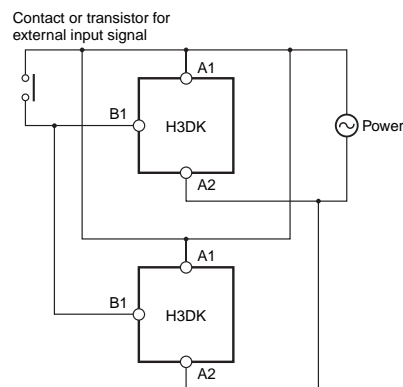 Contact or transistor for
external input signal
A1
B1
H3DK
Power
A2
A1
B1
H3DK
A2